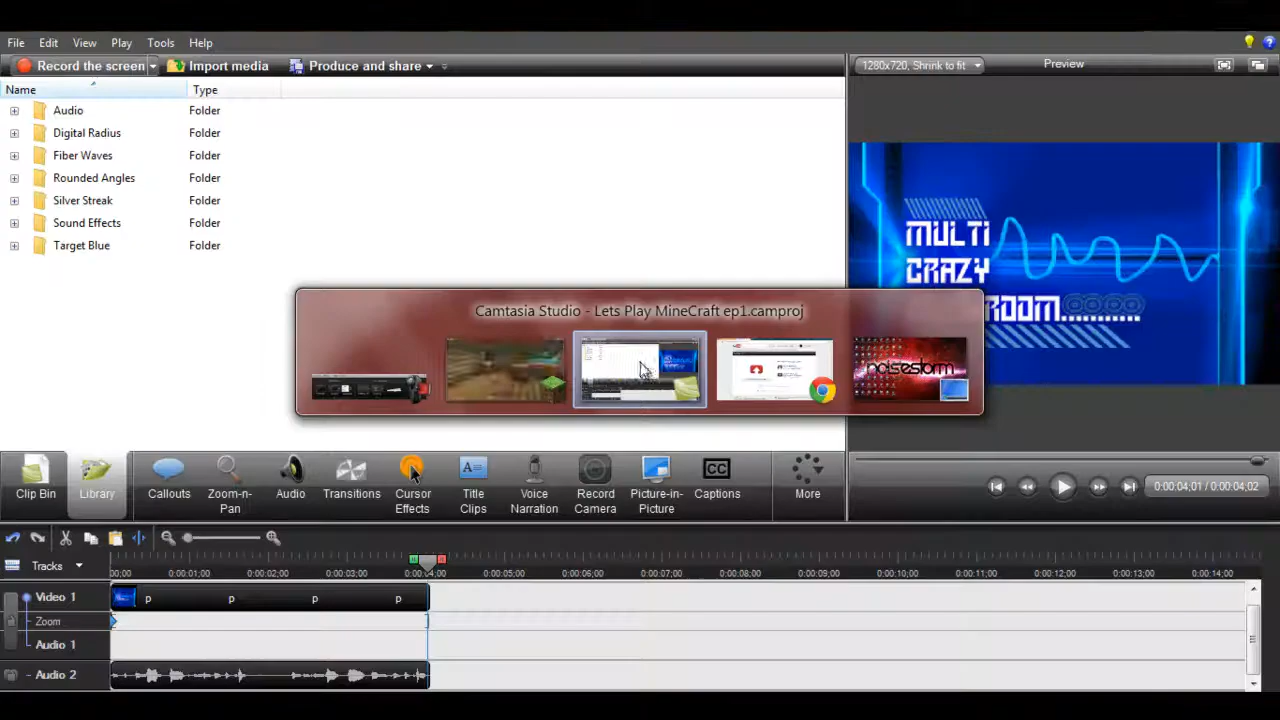 File Edit View Play Tools Help
Record the screen Import media Produce and share
1280x720, Shrink to fit Preview
Name Type
Audio Folder
Digital Radius Folder
Fiber Waves Folder
Rounded Angles Folder
Silver Streak Folder
Sound Effects Folder
Target Blue Folder
MULTI
CRAZY
ROOM.........
Camtasia Studio - Lets Play MineCraft ep1.camproj
noisestorm
Clip Bin Library Callouts Zoom-n-Pan Audio Transitions Cursor Effects Title Clips Voice Narration Record Camera Picture-in-Picture CC Captions More
0:00:04;01 / 0:00:04;02
Tracks
00;00 0:00:01;00 0:00:02;00 0:00:03;00 0:00:04;00 0:00:05;00 0:00:06;00 0:00:07;00 0:00:08;00 0:00:09;00 0:00:10;00 0:00:11;00 0:00:12;00 0:00:13;00 0:00:14;00
Video 1 p p p p
Zoom
Audio 1
Audio 2